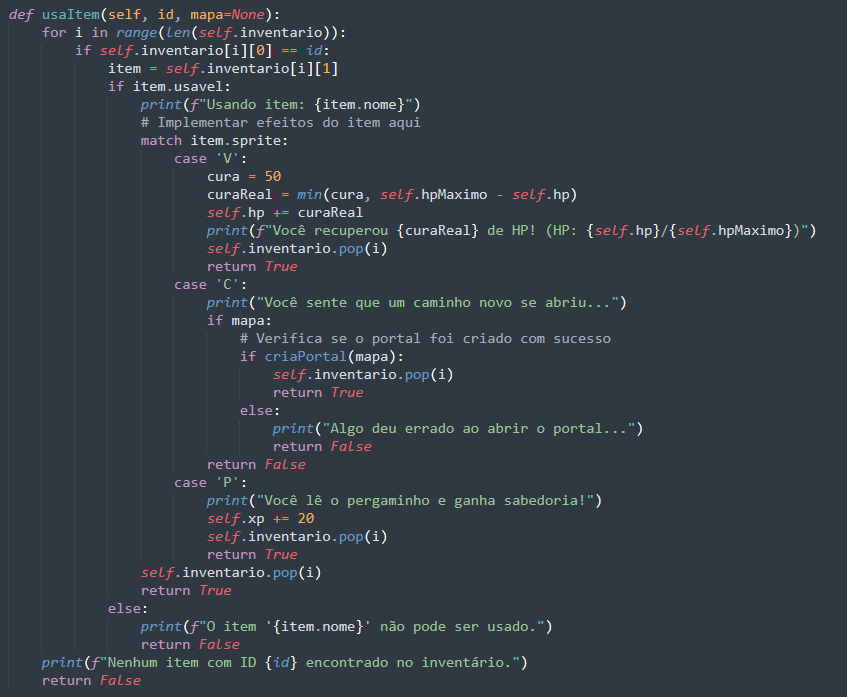 def usaItem(self, id, mapa=None):
    for i in range(len(self.inventario)):
        if self.inventario[i][0] == id:
            item = self.inventario[i][1]
            if item.usavel:
                print(f"Usando item: {item.nome}")
                # Implementar efeitos do item aqui
                match item.sprite:
                    case 'V':
                        cura = 50
                        curaReal = min(cura, self.hpMaximo - self.hp)
                        self.hp += curaReal
                        print(f"Você recuperou {curaReal} de HP! (HP: {self.hp}/{self.hpMaximo})")
                        self.inventario.pop(i)
                        return True
                    case 'C':
                        print("Você sente que um caminho novo se abriu...")
                        if mapa:
                            # Verifica se o portal foi criado com sucesso
                            if criaPortal(mapa):
                                self.inventario.pop(i)
                                return True
                            else:
                                print("Algo deu errado ao abrir o portal...")
                                return False
                        return False
                    case 'P':
                        print("Você lê o pergaminho e ganha sabedoria!")
                        self.xp += 20
                        self.inventario.pop(i)
                        return True
                self.inventario.pop(i)
                return True
            else:
                print(f"O item '{item.nome}' não pode ser usado.")
                return False
    print(f"Nenhum item com ID {id} encontrado no inventário.")
    return False